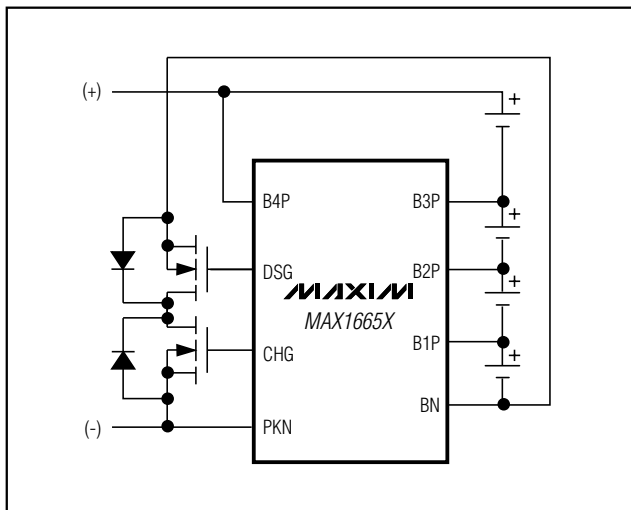 (+)
+
B4P
B3P
+
DSG
B2P
MAXIM
MAX1665X
+
CHG
B1P
+
BN
(-)
PKN